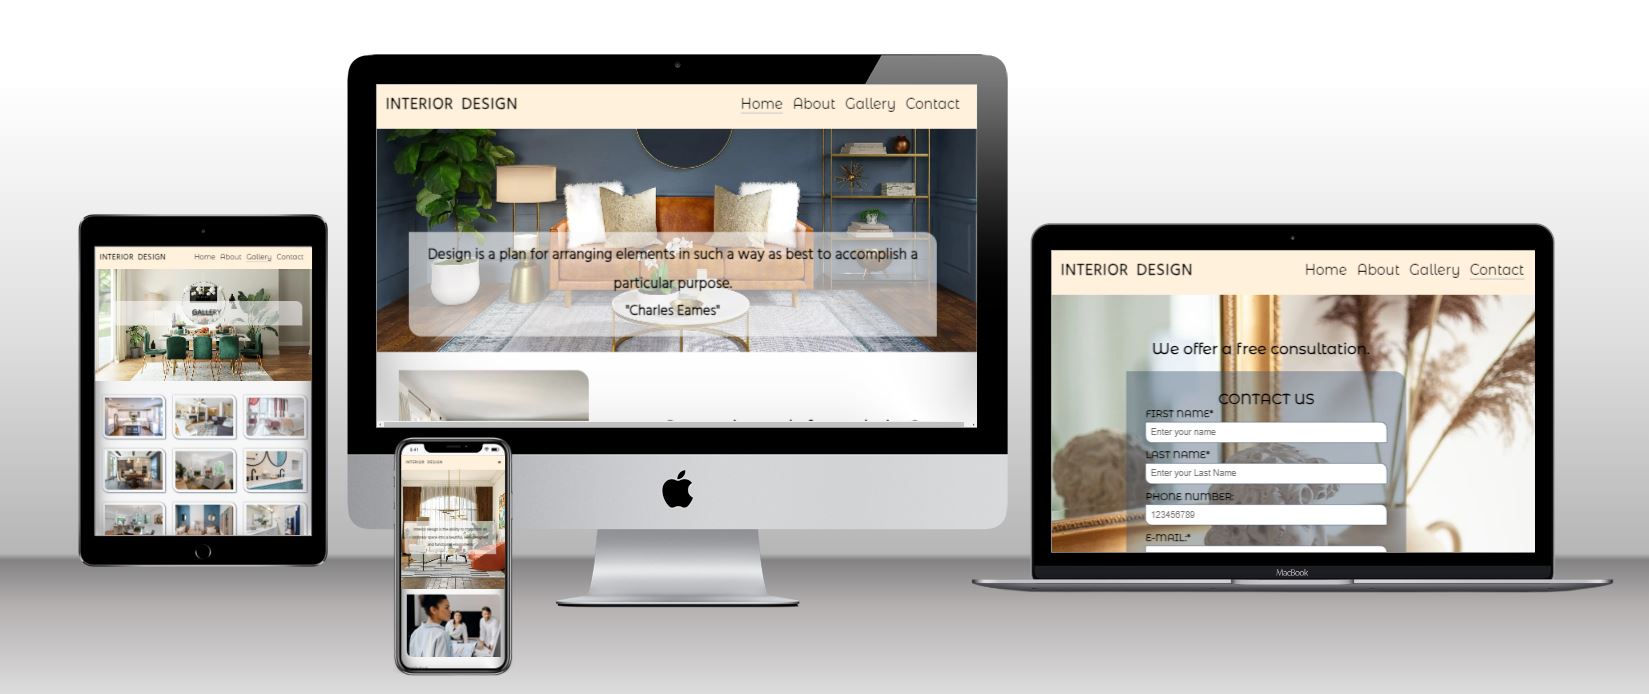 INTERIOR DESIGN
Home About Gallery Contact
Design is a plan for arranging elements in such a way as best to accomplish a
particular purpose.
"Charles Eames"
INTERIOR DESIGN
Home About Gallery Contact
GALLERY
INTERIOR DESIGN
INTERIOR DESIGN
Home About Gallery Contact
We offer a free consultation.
CONTACT US
FIRST NAME*
Enter your name
LAST NAME*
Enter your Last Name
PHONE NUMBER:
123456789
E-MAIL:*
MacBook